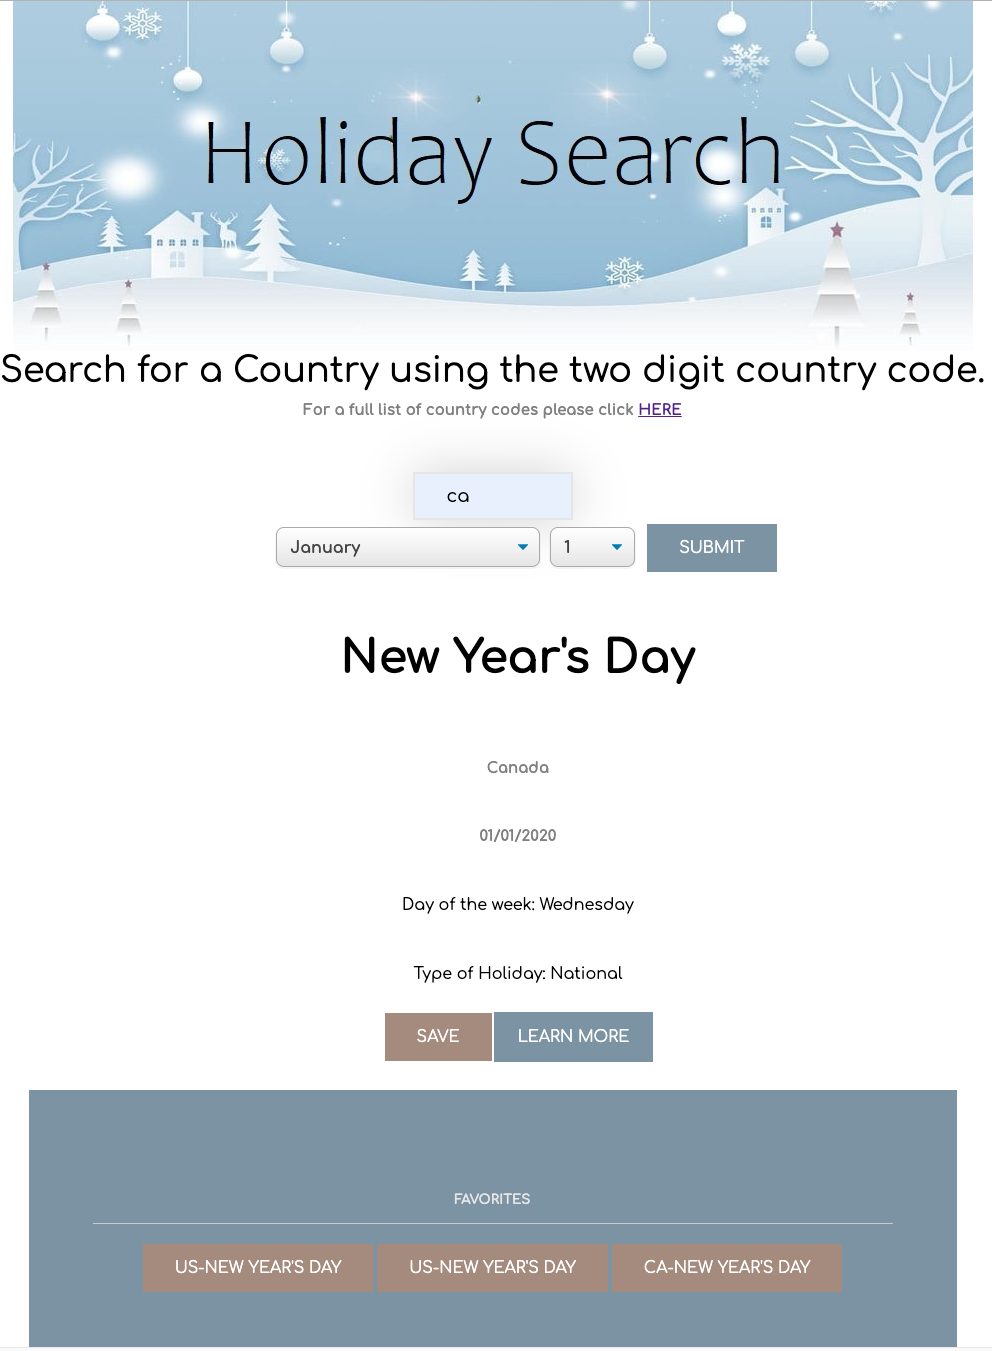 Holiday Search
Search for a Country using the two digit country code.
For a full list of country codes please click HERE
ca
January 1 SUBMIT
New Year's Day
Canada
01/01/2020
Day of the week: Wednesday
Type of Holiday: National
SAVE LEARN MORE
FAVORITES
US-NEW YEAR'S DAY US-NEW YEAR'S DAY CA-NEW YEAR'S DAY